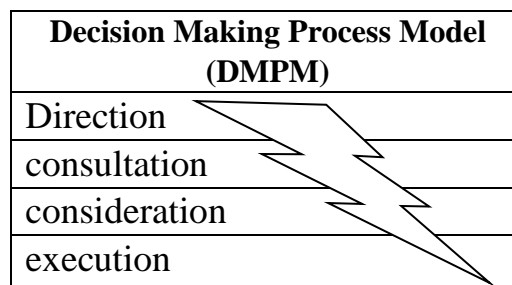 Decision Making Process Model
(DMPM)
Direction
consultation
consideration
execution